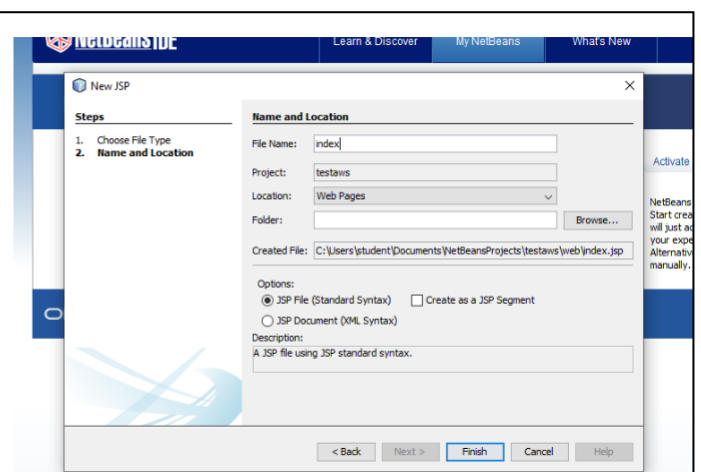 NetBeans IDE
Learn & Discover
My NetBeans
What's New
New JSP
Steps
1. Choose File Type
2. Name and Location
Name and Location
File Name: index
Project: testaws
Location: Web Pages
Folder: Browse...
Created File: C:\Users\student\Documents\NetBeansProjects\testaws\web\index.jsp
Options:
JSP File (Standard Syntax) Create as a JSP Segment
JSP Document (XML Syntax)
Description:
A JSP file using JSP standard syntax.
< Back Next > Finish Cancel Help
Activate
NetBeans
Start crea
will just ad
your expe
Alternativ
manually.